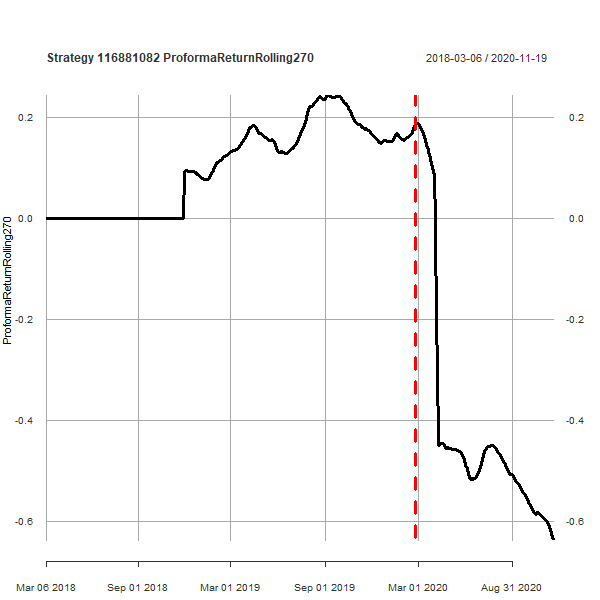 Strategy 116881082 ProformaReturnRolling270
2018-03-06 / 2020-11-19
ProformaReturnRolling270
0.2
0.2
0.0
0.0
-0.2
-0.2
-0.4
-0.4
-0.6
-0.6
Mar 06 2018
Sep 01 2018
Mar 01 2019
Sep 01 2019
Mar 01 2020
Aug 31 2020